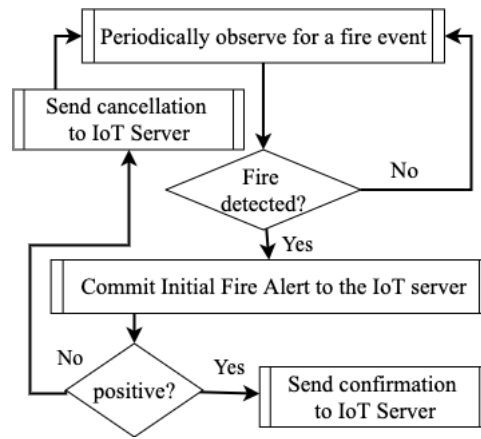 Periodically observe for a fire event
Send cancellation
to IoT Server
Fire
detected?
No
Yes
Commit Initial Fire Alert to the IoT server
No
positive?
Yes
Send confirmation
to IoT Server